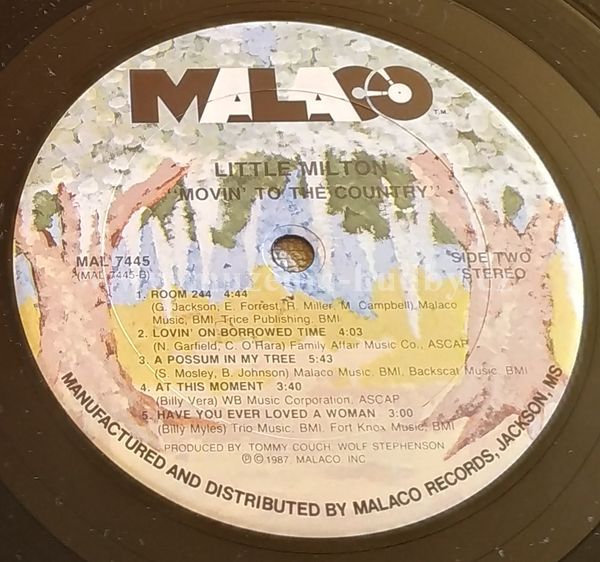 MALACO T.M.
LITTLE MILTON
"MOVIN' TO THE COUNTRY"
MAL 7445
(MAL 7445-B)
SIDE TWO
STEREO
1. ROOM 244 4:44
(G. Jackson, E. Forrest, R. Miller, M. Campbell) Malaco
Music, BMI, Trice Publishing, BMI
2. LOVIN' ON BORROWED TIME 4:03
(N. Garfield, C. O'Hara) Family Affair Music Co., ASCAP
3. A POSSUM IN MY TREE 5:43
(S. Mosley, B. Johnson) Malaco Music, BMI, Backscat Music, BMI
4. AT THIS MOMENT 3:40
(Billy Vera) WB Music Corporation, ASCAP
5. HAVE YOU EVER LOVED A WOMAN 3:00
(Billy Myles) Trio Music, BMI, Fort Knox Music, BMI
PRODUCED BY TOMMY COUCH, WOLF STEPHENSON
℗ © 1987, MALACO, INC
MANUFACTURED AND DISTRIBUTED BY MALACO RECORDS, JACKSON, MS